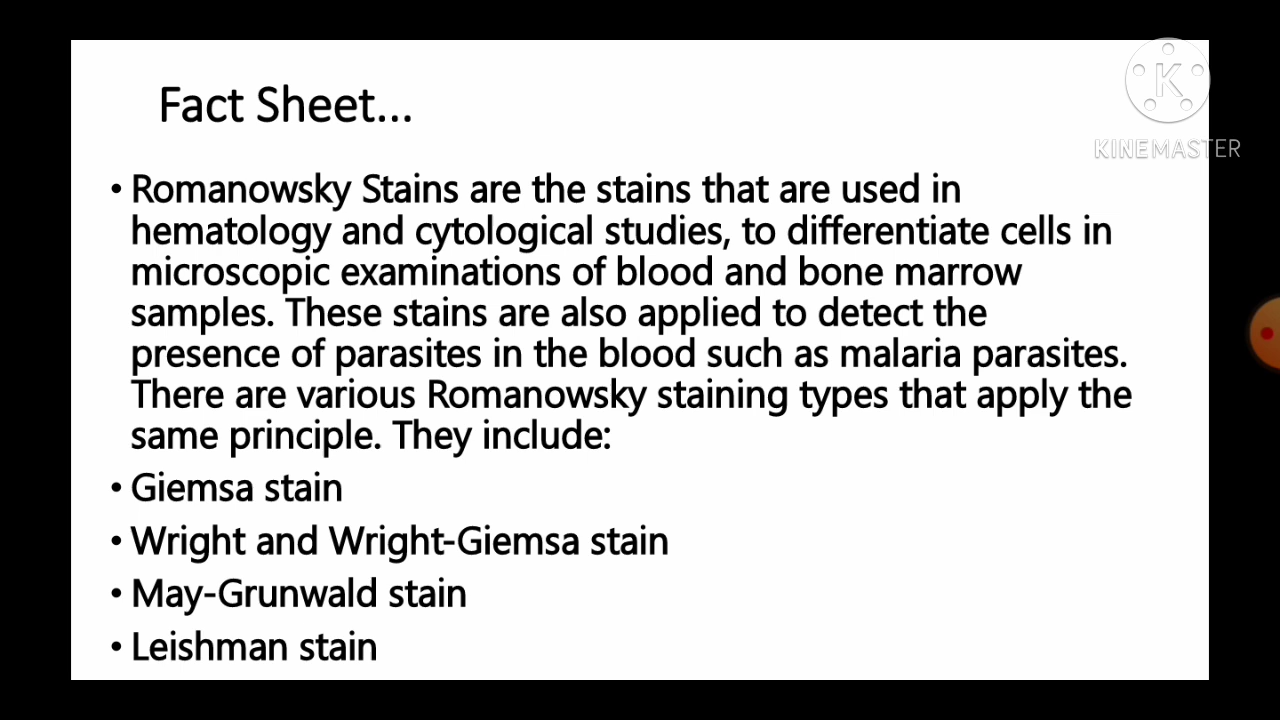 Fact Sheet...
K
KINEMASTER
• Romanowsky Stains are the stains that are used in
hematology and cytological studies, to differentiate cells in
microscopic examinations of blood and bone marrow
samples. These stains are also applied to detect the
presence of parasites in the blood such as malaria parasites.
There are various Romanowsky staining types that apply the
same principle. They include:
• Giemsa stain
• Wright and Wright-Giemsa stain
• May-Grunwald stain
• Leishman stain